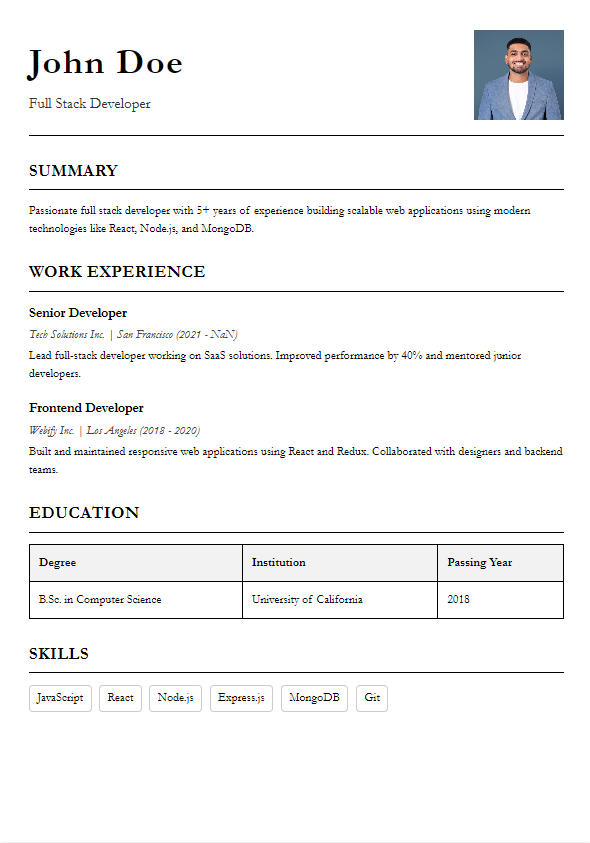 John Doe
Full Stack Developer
SUMMARY
Passionate full stack developer with 5+ years of experience building scalable web applications using modern
technologies like React, Node.js, and MongoDB.
WORK EXPERIENCE
Senior Developer
Tech Solutions Inc. | San Francisco (2021 - NaN)
Lead full-stack developer working on SaaS solutions. Improved performance by 40% and mentored junior
developers.
Frontend Developer
Webify Inc. | Los Angeles (2018 - 2020)
Built and maintained responsive web applications using React and Redux. Collaborated with designers and backend
teams.
EDUCATION
Degree Institution Passing Year
B.Sc. in Computer Science University of California 2018
SKILLS
JavaScript React Node.js Express.js MongoDB Git